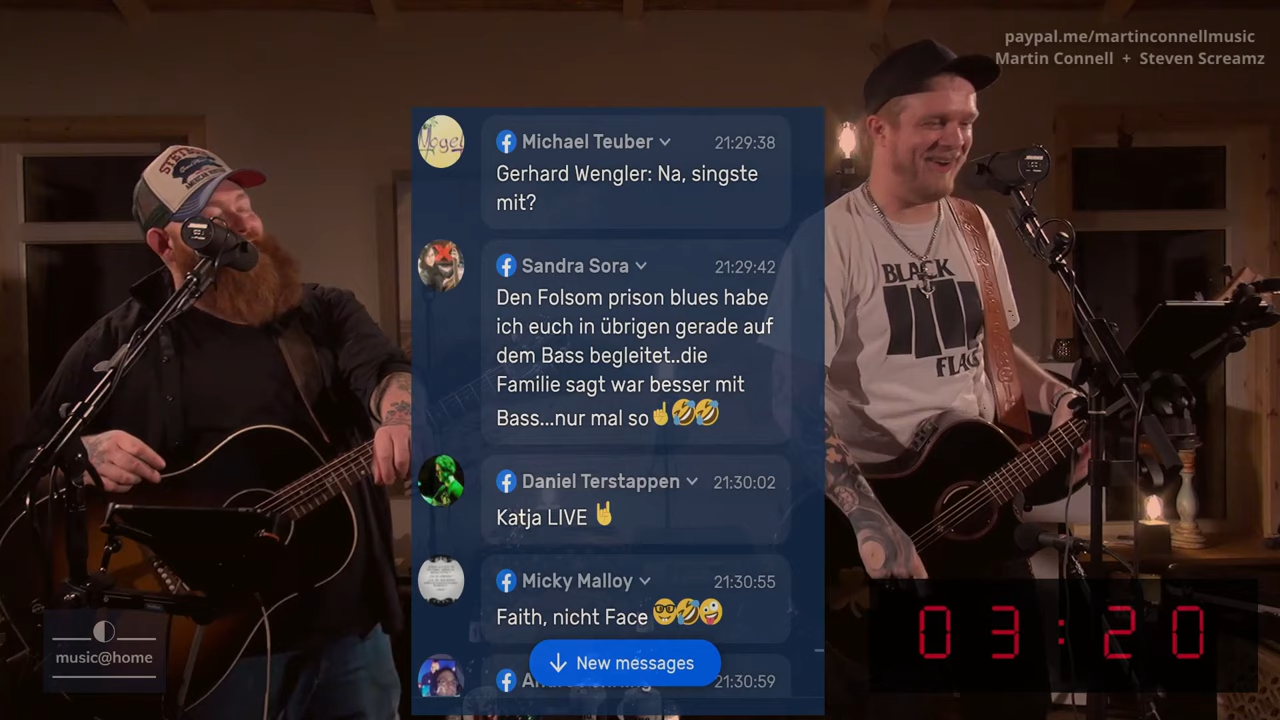 paypal.me/martinconnellmusic
Martin Connell + Steven Screamz
Michael Teuber 21:29:38
Gerhard Wengler: Na, singste
mit?
Sandra Sora 21:29:42
Den Folsom prison blues habe
ich euch in übrigen gerade auf
dem Bass begleitet..die
Familie sagt war besser mit
Bass...nur mal so☝🤣🤣
Daniel Terstappen 21:30:02
Katja LIVE 🤘
Micky Malloy 21:30:55
Faith, nicht Face 🤓🤣🤪
New messages
21:30:59
BLACK
FLAG
music@home
03:20